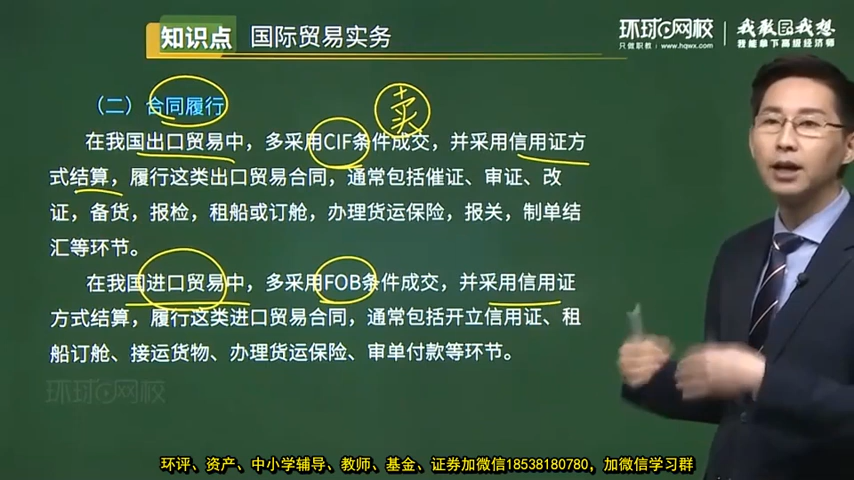 知识点 国际贸易实务
环球网校
只做职教：www.hqwx.com
我敢 我想
我能拿下高级经济师
（二）合同履行
卖
在我国出口贸易中，多采用CIF条件成交，并采用信用证方
式结算，履行这类出口贸易合同，通常包括催证、审证、改
证，备货，报检，租船或订舱，办理货运保险，报关，制单结
汇等环节。
在我国进口贸易中，多采用FOB条件成交，并采用信用证
方式结算，履行这类进口贸易合同，通常包括开立信用证、租
船订舱、接运货物、办理货运保险、审单付款等环节。
环球网校
环评、资产、中小学辅导、教师、基金、证券加微信18538180780，加微信学习群